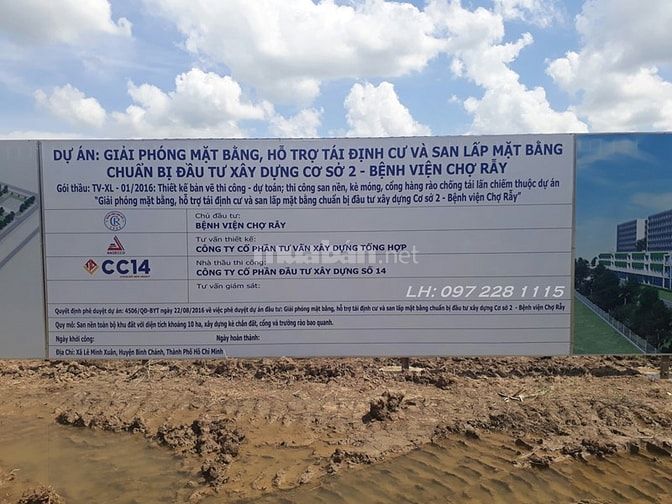 DỰ ÁN: GIẢI PHÓNG MẶT BẰNG, HỖ TRỢ TÁI ĐỊNH CƯ VÀ SAN LẤP MẶT BẰNG
CHUẨN BỊ ĐẦU TƯ XÂY DỰNG CƠ SỞ 2 - BỆNH VIỆN CHỢ RẪY
Gói thầu: TV-XL - 01/2016: Thiết kế bản vẽ thi công - dự toán; thi công san nền, kè móng, cổng hàng rào chống tái lấn chiếm thuộc dự án
"Giải phóng mặt bằng, hỗ trợ tái định cư và san lấp mặt bằng chuẩn bị đầu tư xây dựng Cơ sở 2 - Bệnh viện Chợ Rẫy"
Chủ đầu tư:
BỆNH VIỆN CHỢ RẪY
Tư vấn thiết kế:
CÔNG TY CỔ PHẦN TƯ VẤN XÂY DỰNG TỔNG HỢP
NAGECCO
Nhà thầu thi công:
CÔNG TY CỔ PHẦN ĐẦU TƯ XÂY DỰNG SỐ 14
CC14
Tư vấn giám sát:
muaban.net
LH: 097 228 1115
Quyết định phê duyệt dự án: 4506/QĐ-BYT ngày 22/08/2016 về việc phê duyệt dự án đầu tư: Giải phóng mặt bằng, hỗ trợ tái định cư và san lấp mặt bằng chuẩn bị đầu tư xây dựng Cơ sở 2 - Bệnh viện Chợ Rẫy
Quy mô: San nền toàn bộ khu đất với diện tích khoảng 10 ha, xây dựng kè chắn đất, cổng và tường rào bao quanh.
Ngày khởi công: Ngày hoàn thành:
Địa Chỉ: Xã Lê Minh Xuân, Huyện Bình Chánh, Thành Phố Hồ Chí Minh